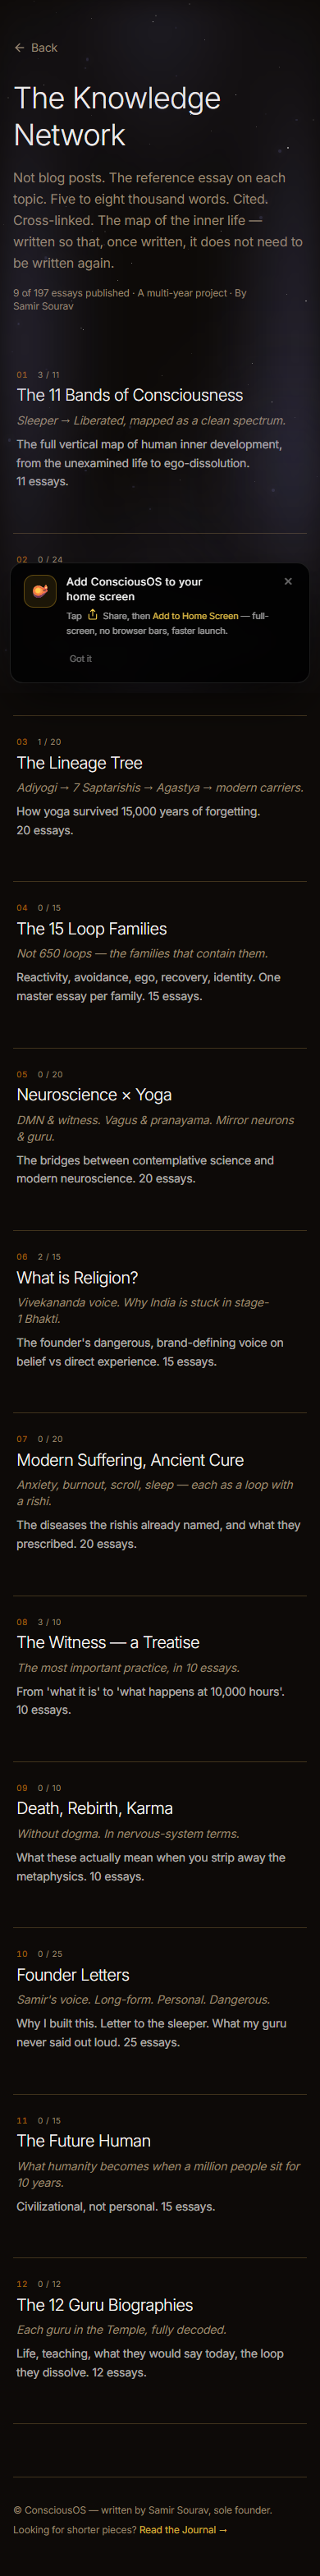 ← Back
The Knowledge
Network
Not blog posts. The reference essay on each
topic. Five to eight thousand words. Cited.
Cross-linked. The map of the inner life —
written so that, once written, it does not need to
be written again.
9 of 197 essays published · A multi-year project · By
Samir Sourav
01 3 / 11
The 11 Bands of Consciousness
Sleeper → Liberated, mapped as a clean spectrum.
The full vertical map of human inner development,
from the unexamined life to ego-dissolution.
11 essays.
02 0 / 24
Add ConsciousOS to your
home screen
Tap Share, then Add to Home Screen — full-
screen, no browser bars, faster launch.
Got it
03 1 / 20
The Lineage Tree
Adiyogi → 7 Saptarishis → Agastya → modern carriers.
How yoga survived 15,000 years of forgetting.
20 essays.
04 0 / 15
The 15 Loop Families
Not 650 loops — the families that contain them.
Reactivity, avoidance, ego, recovery, identity. One
master essay per family. 15 essays.
05 0 / 20
Neuroscience × Yoga
DMN & witness. Vagus & pranayama. Mirror neurons
& guru.
The bridges between contemplative science and
modern neuroscience. 20 essays.
06 2 / 15
What is Religion?
Vivekananda voice. Why India is stuck in stage-
1 Bhakti.
The founder's dangerous, brand-defining voice on
belief vs direct experience. 15 essays.
07 0 / 20
Modern Suffering, Ancient Cure
Anxiety, burnout, scroll, sleep — each as a loop with
a rishi.
The diseases the rishis already named, and what they
prescribed. 20 essays.
08 3 / 10
The Witness — a Treatise
The most important practice, in 10 essays.
From 'what it is' to 'what happens at 10,000 hours'.
10 essays.
09 0 / 10
Death, Rebirth, Karma
Without dogma. In nervous-system terms.
What these actually mean when you strip away the
metaphysics. 10 essays.
10 0 / 25
Founder Letters
Samir's voice. Long-form. Personal. Dangerous.
Why I built this. Letter to the sleeper. What my guru
never said out loud. 25 essays.
11 0 / 15
The Future Human
What humanity becomes when a million people sit for
10 years.
Civilizational, not personal. 15 essays.
12 0 / 12
The 12 Guru Biographies
Each guru in the Temple, fully decoded.
Life, teaching, what they would say today, the loop
they dissolve. 12 essays.
© ConsciousOS — written by Samir Sourav, sole founder.
Looking for shorter pieces? Read the Journal →